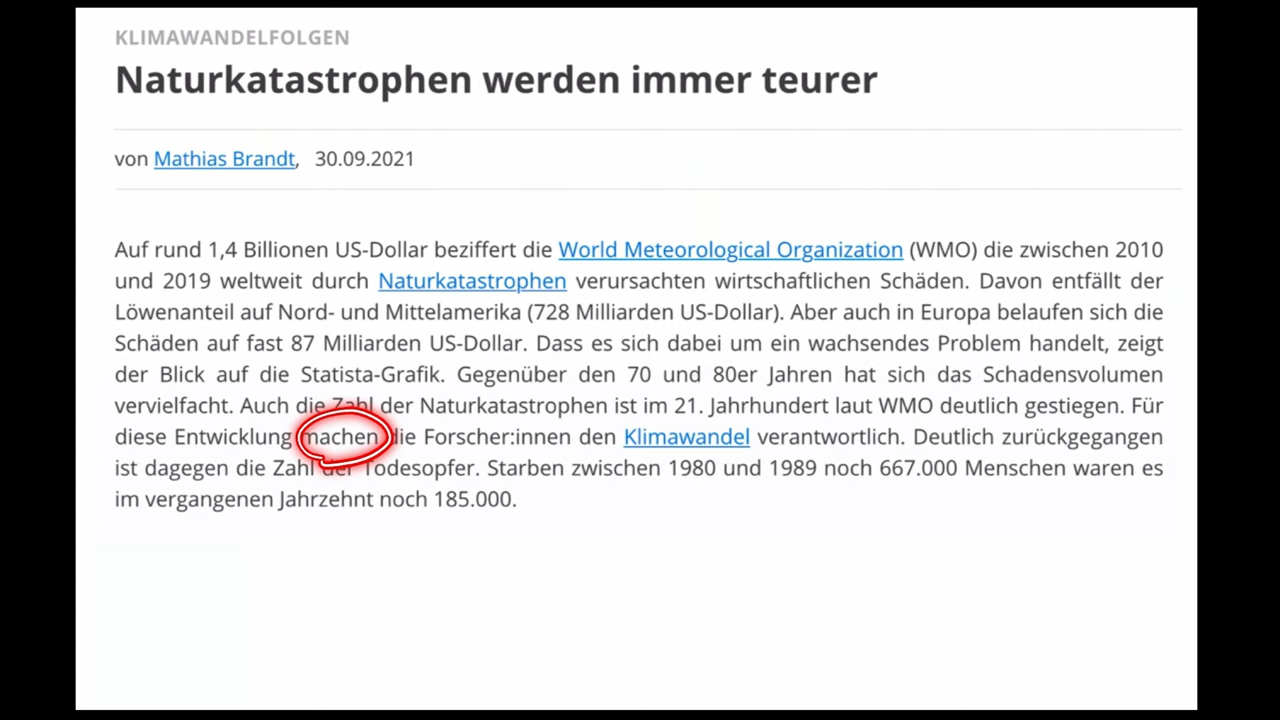 KLIMAWANDELFOLGEN
Naturkatastrophen werden immer teurer
von Mathias Brandt, 30.09.2021
Auf rund 1,4 Billionen US-Dollar beziffert die World Meteorological Organization (WMO) die zwischen 2010
und 2019 weltweit durch Naturkatastrophen verursachten wirtschaftlichen Schäden. Davon entfällt der
Löwenanteil auf Nord- und Mittelamerika (728 Milliarden US-Dollar). Aber auch in Europa belaufen sich die
Schäden auf fast 87 Milliarden US-Dollar. Dass es sich dabei um ein wachsendes Problem handelt, zeigt
der Blick auf die Statista-Grafik. Gegenüber den 70 und 80er Jahren hat sich das Schadensvolumen
vervielfacht. Auch die Zahl der Naturkatastrophen ist im 21. Jahrhundert laut WMO deutlich gestiegen. Für
diese Entwicklung machen die Forscher:innen den Klimawandel verantwortlich. Deutlich zurückgegangen
ist dagegen die Zahl der Todesopfer. Starben zwischen 1980 und 1989 noch 667.000 Menschen waren es
im vergangenen Jahrzehnt noch 185.000.